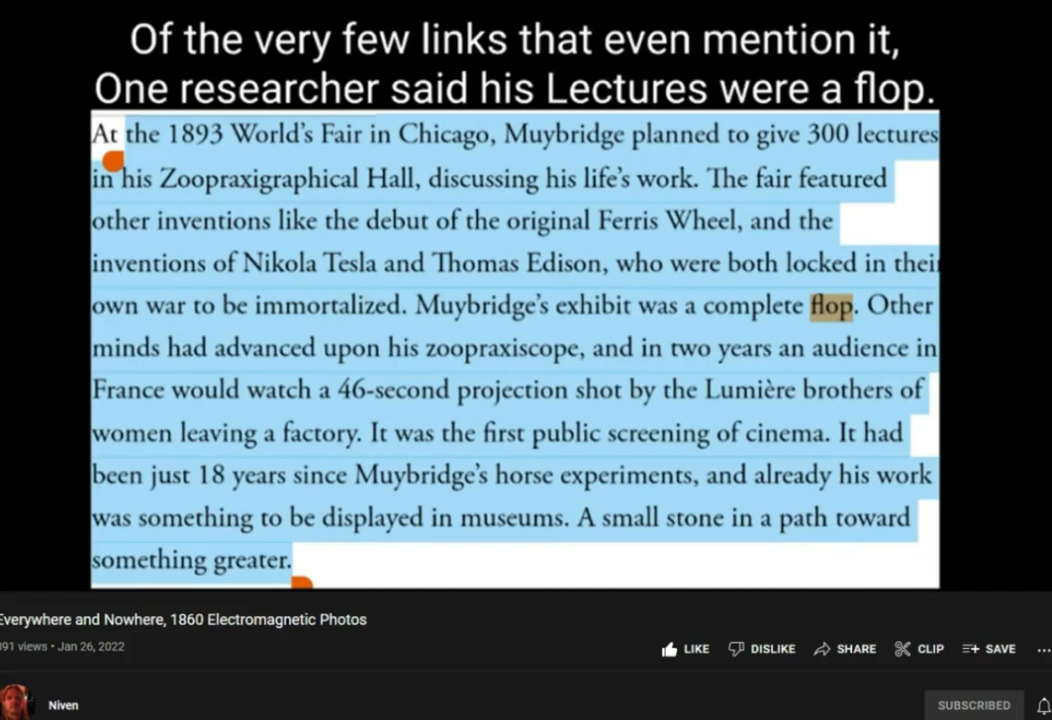 Of the very few links that even mention it,
One researcher said his Lectures were a flop.
At the 1893 World's Fair in Chicago, Muybridge planned to give 300 lectures
in his Zoopraxigraphical Hall, discussing his life's work. The fair featured
other inventions like the debut of the original Ferris Wheel, and the
inventions of Nikola Tesla and Thomas Edison, who were both locked in their
own war to be immortalized. Muybridge's exhibit was a complete flop. Other
minds had advanced upon his zoopraxiscope, and in two years an audience in
France would watch a 46-second projection shot by the Lumière brothers of
women leaving a factory. It was the first public screening of cinema. It had
been just 18 years since Muybridge's horse experiments, and already his work
was something to be displayed in museums. A small stone in a path toward
something greater.
Everywhere and Nowhere, 1860 Electromagnetic Photos
91 views • Jan 26, 2022
LIKE DISLIKE SHARE CLIP SAVE
Niven
SUBSCRIBED